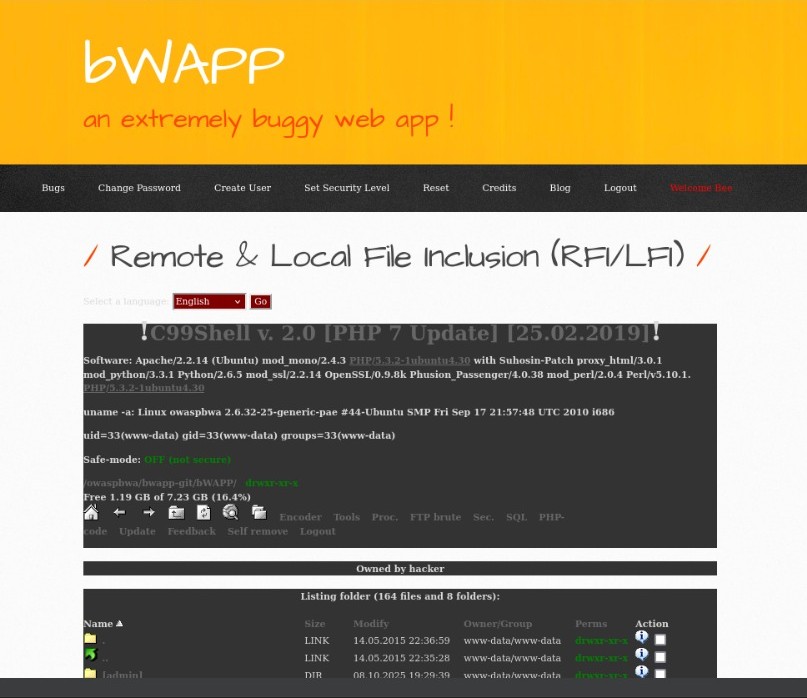 bWAPP
an extremely buggy web app !
Bugs Change Password Create User Set Security Level Reset Credits Blog Logout Welcome Bee
/ Remote & Local File Inclusion (RFI/LFI) /
Select a language: English Go
!C99Shell v. 2.0 [PHP 7 Update] [25.02.2019]!
Software: Apache/2.2.14 (Ubuntu) mod_mono/2.4.3 PHP/5.3.2-1ubuntu4.30 with Suhosin-Patch proxy_html/3.0.1
mod_python/3.3.1 Python/2.6.5 mod_ssl/2.2.14 OpenSSL/0.9.8k Phusion_Passenger/4.0.38 mod_perl/2.0.4 Perl/v5.10.1.
PHP/5.3.2-1ubuntu4.30
uname -a: Linux owaspbwa 2.6.32-25-generic-pae #44-Ubuntu SMP Fri Sep 17 21:57:48 UTC 2010 i686
uid=33(www-data) gid=33(www-data) groups=33(www-data)
Safe-mode: OFF (not secure)
/owaspbwa/bwapp-git/bWAPP/ drwxr-xr-x
Free 1.19 GB of 7.23 GB (16.4%)
Encoder Tools Proc. FTP brute Sec. SQL PHP-
code Update Feedback Self remove Logout
Owned by hacker
Listing folder (164 files and 8 folders):
Name Size Modify Owner/Group Perms Action
. LINK 14.05.2015 22:36:59 www-data/www-data drwxr-xr-x
.. LINK 14.05.2015 22:35:28 www-data/www-data drwxr-xr-x
[admin] DIR 08.10.2025 19:29:39 www-data/www-data drwxr-xr-x